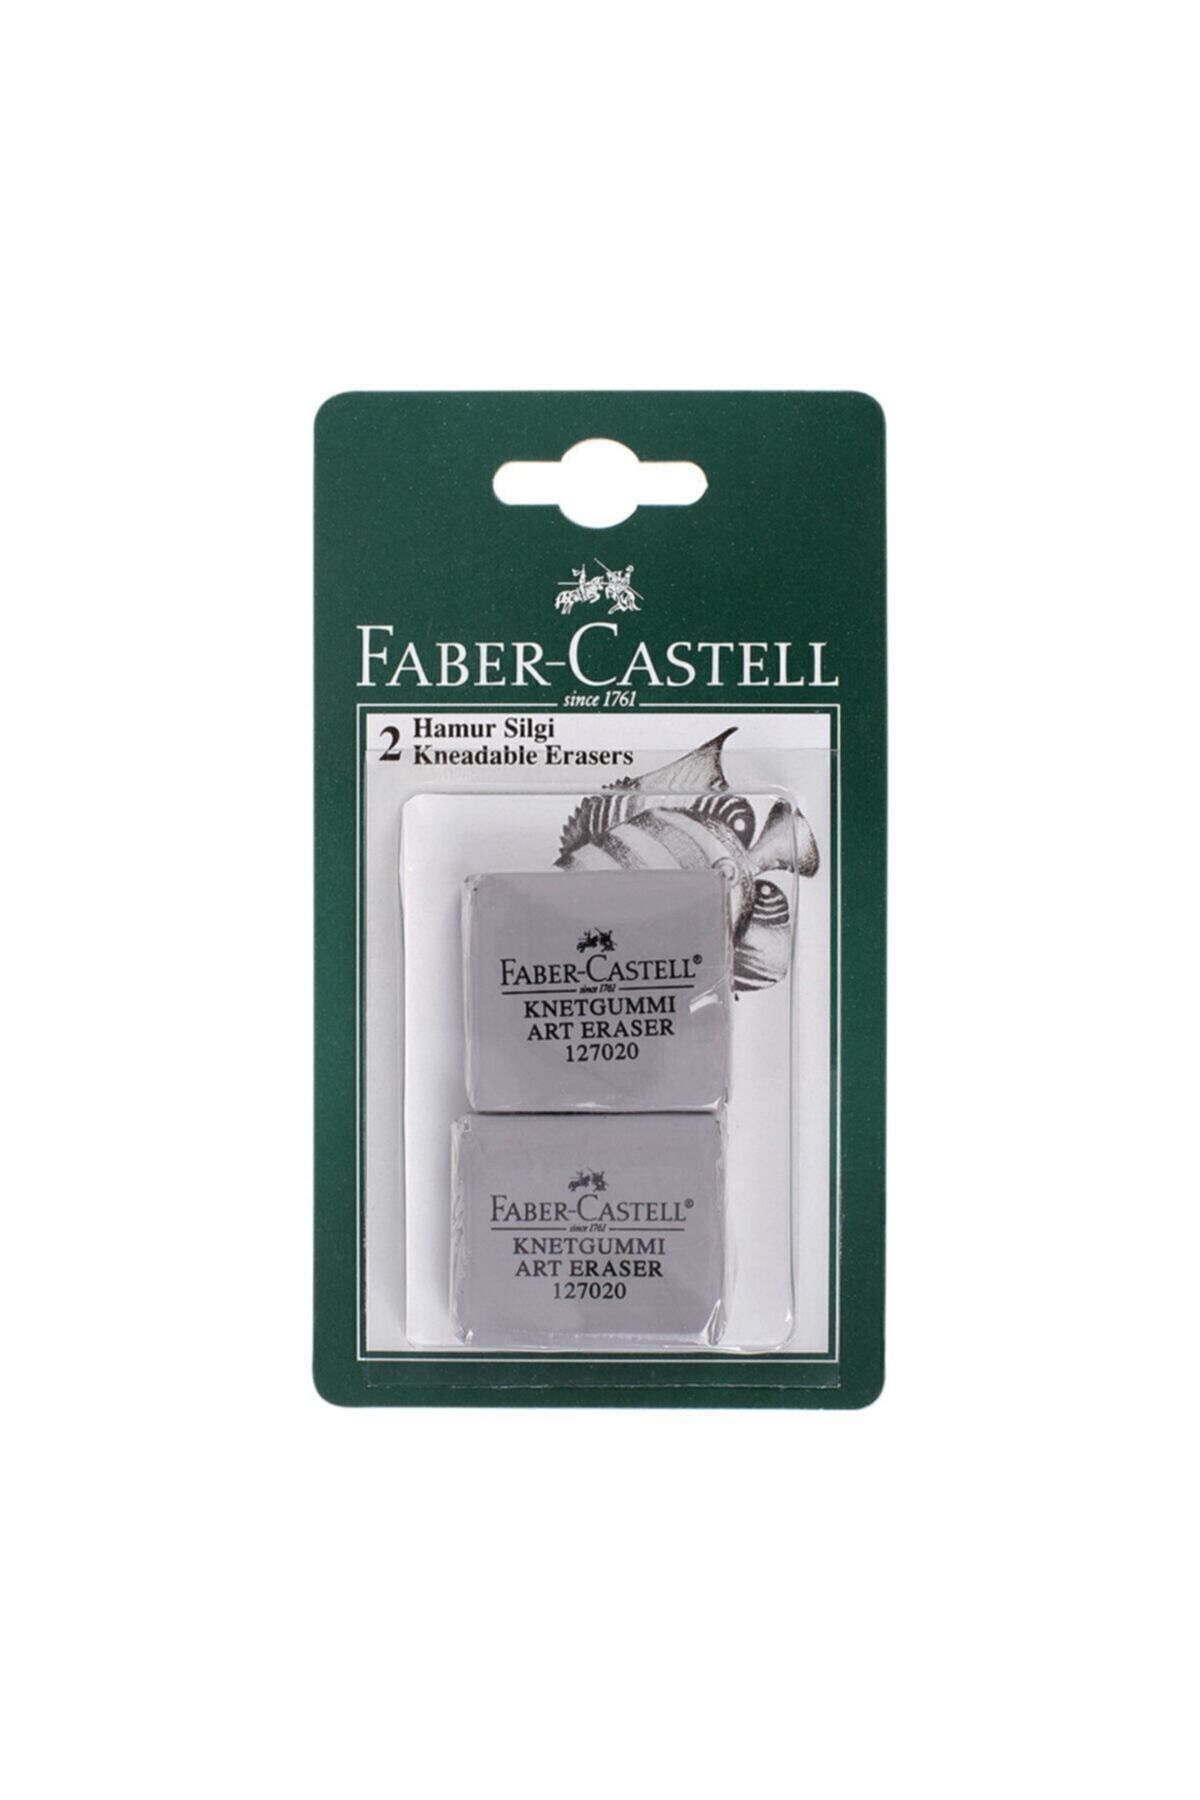 FABER-CASTELL
since 1761
2 Hamur Silgi
Kneadable Erasers
FABER-CASTELL®
since 1761
KNETGUMMI
ART ERASER
127020
FABER-CASTELL®
since 1761
KNETGUMMI
ART ERASER
127020